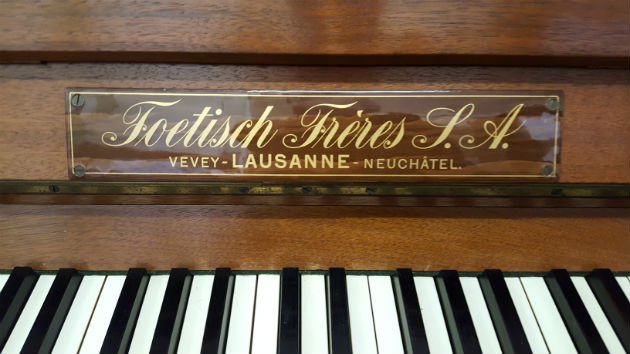 Foetisch Frères S.A.
VEVEY-LAUSANNE-NEUCHÂTEL.